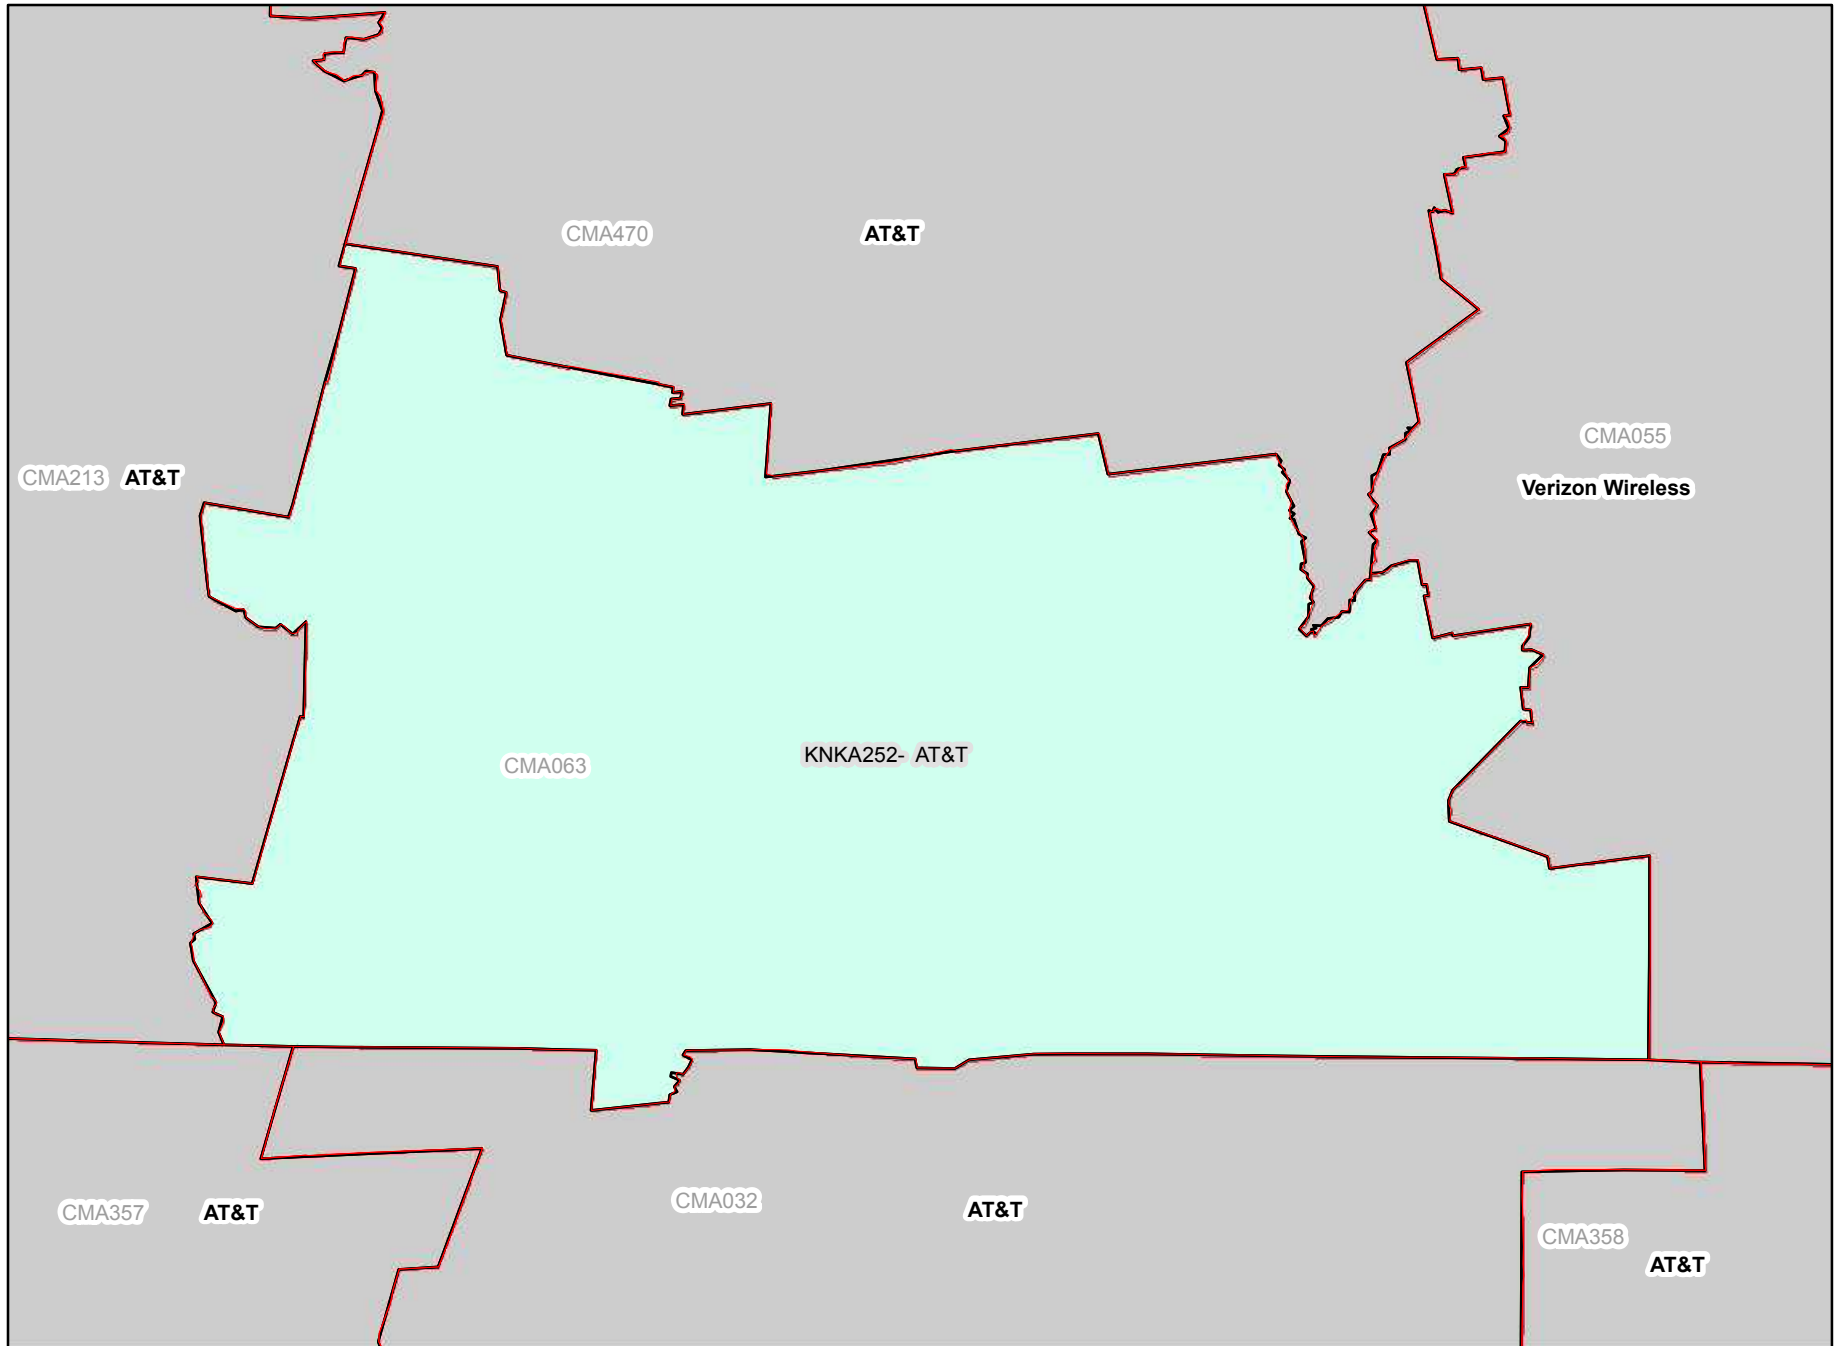 CMA470 AT&T
CMA055
CMA213 AT&T
Verizon Wireless
KNKA252- AT&T
CMA063
CMA357 AT&T
CMA032 AT&T
CMA358
AT&T